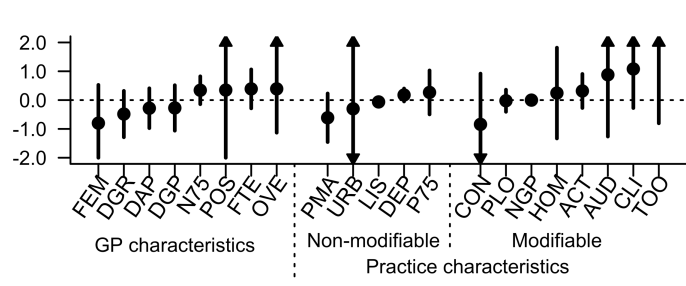 2.0
1.0
0.0
-1.0
-2.0
FEM DGR DAP DGP N75 POS FTE OVE PMA URB LIS DEP P75 CON PLO NGP HOM ACT AUD CLI TOO
GP characteristics Non-modifiable Modifiable
Practice characteristics